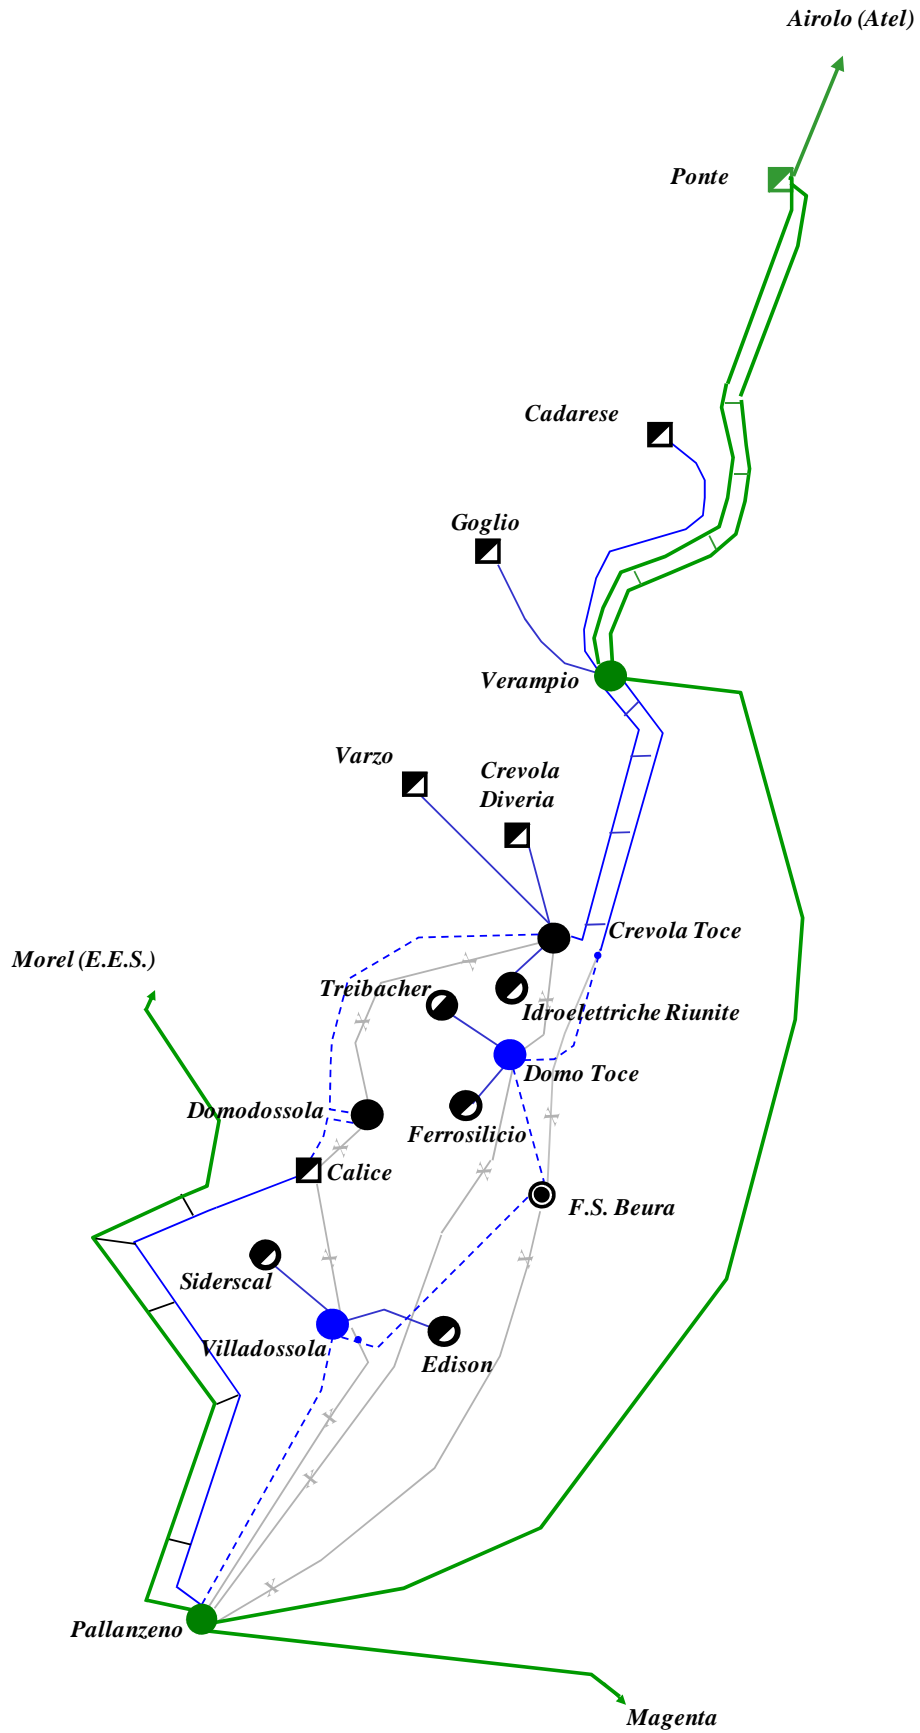 Airolo (Atel)
Ponte
Cadarese
Goglio
Verampio
Varzo
Crevola
Diveria
Crevola Toce
Morel (E.E.S.)
Treibacher
Idroelettriche Riunite
Domo Toce
Domodossola
Ferrosilicio
Calice
F.S. Beura
Siderscal
Villadossola
Edison
Pallanzeno
Magenta